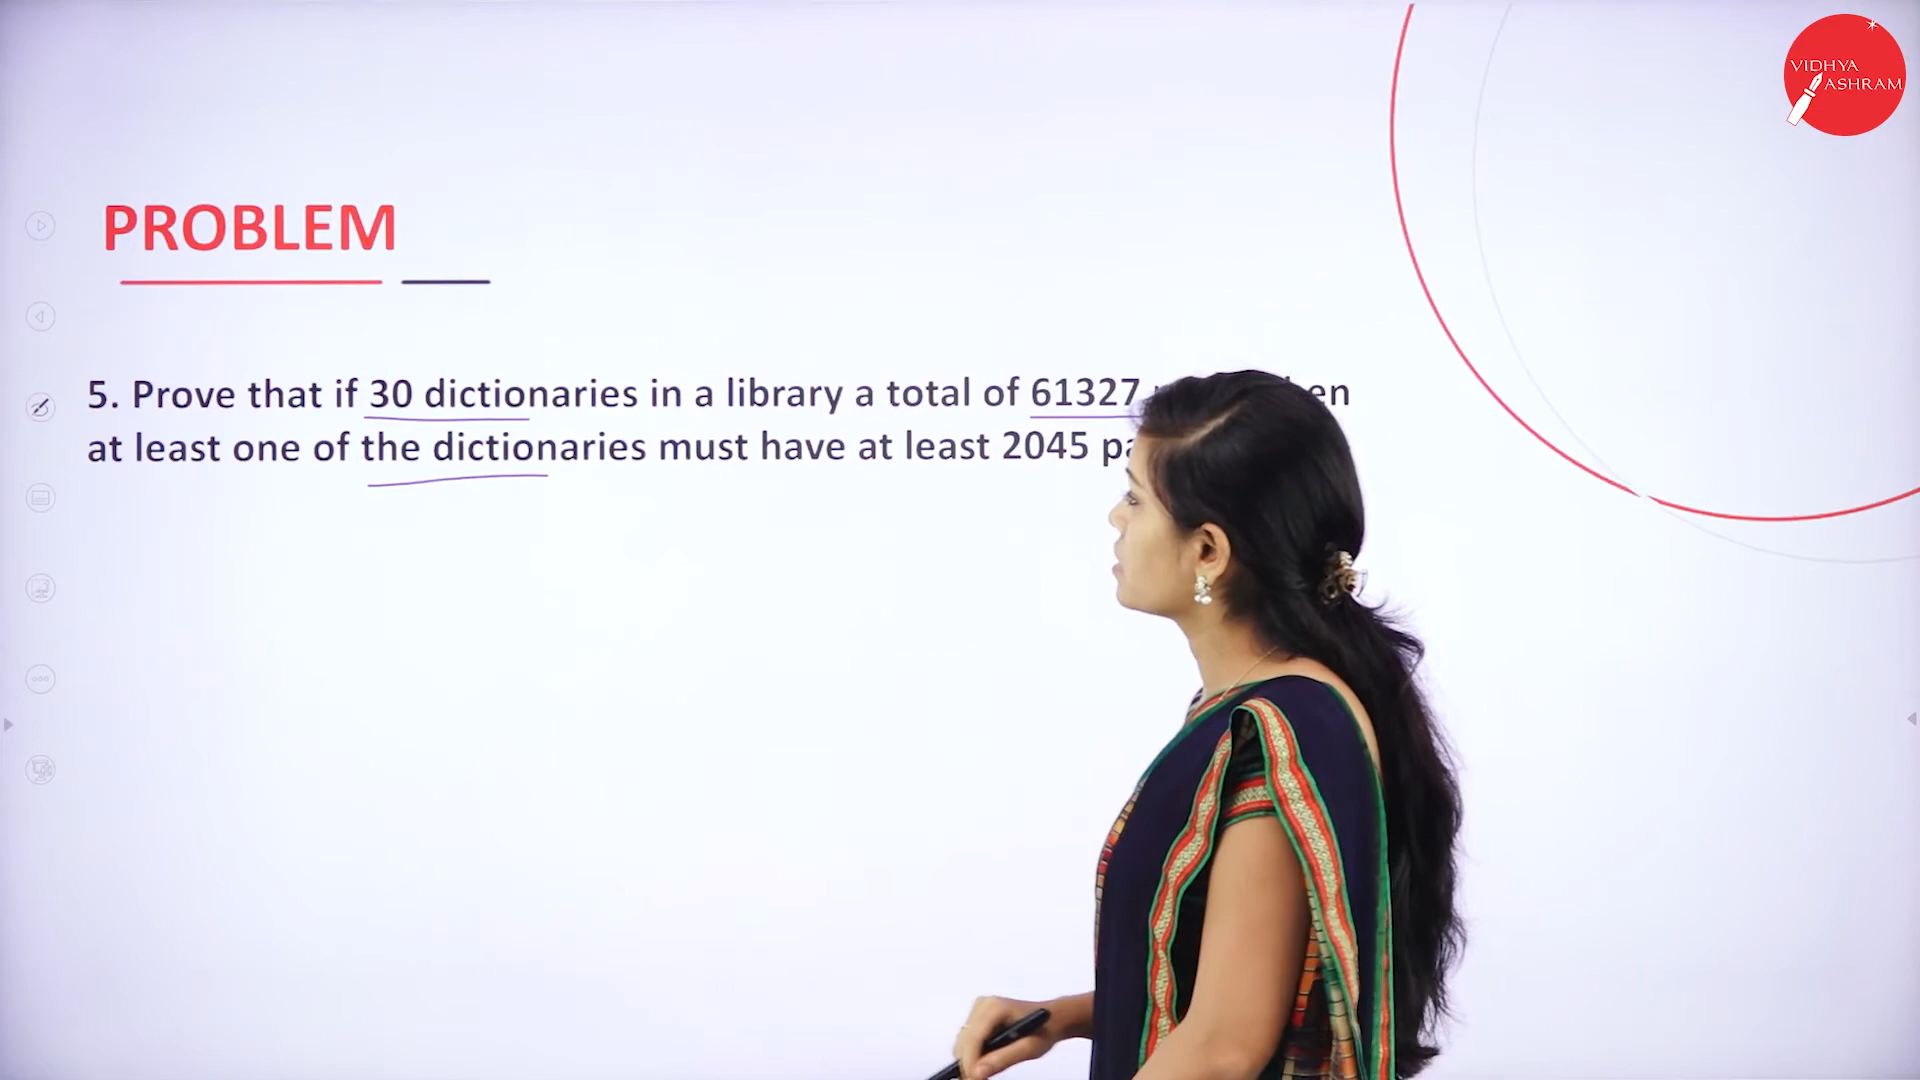 VIDHYA
ASHRAM
PROBLEM
5. Prove that if 30 dictionaries in a library a total of 61327
at least one of the dictionaries must have at least 2045